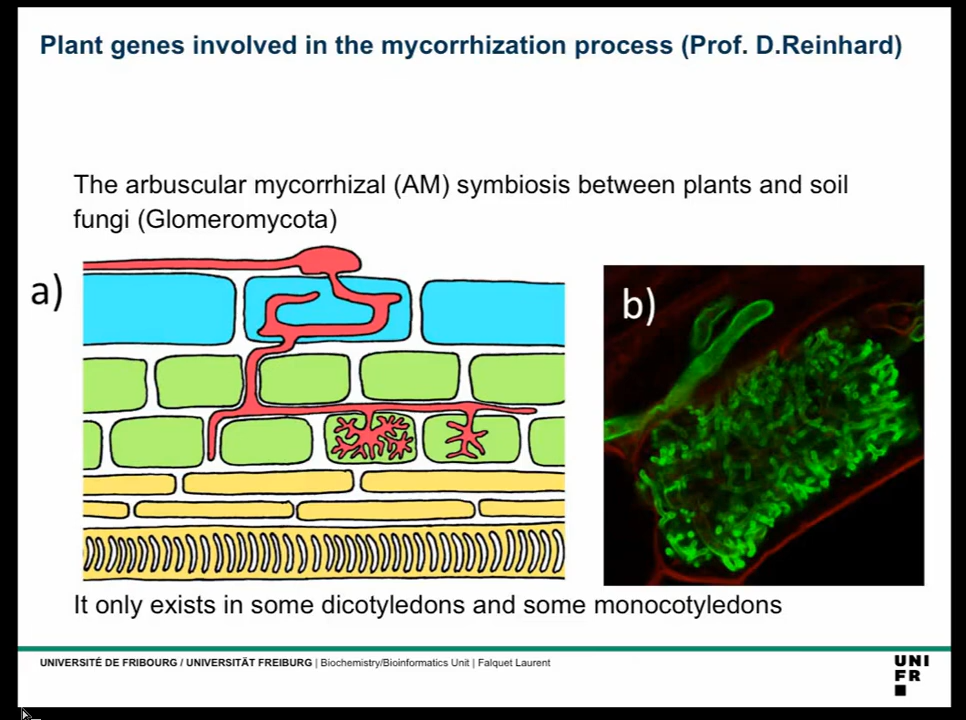 Plant genes involved in the mycorrhization process (Prof. D.Reinhard)
The arbuscular mycorrhizal (AM) symbiosis between plants and soil
fungi (Glomeromycota)
a)
b)
It only exists in some dicotyledons and some monocotyledons
UNIVERSITÉ DE FRIBOURG / UNIVERSITÄT FREIBURG | Biochemistry/Bioinformatics Unit | Falquet Laurent
UNI
FR